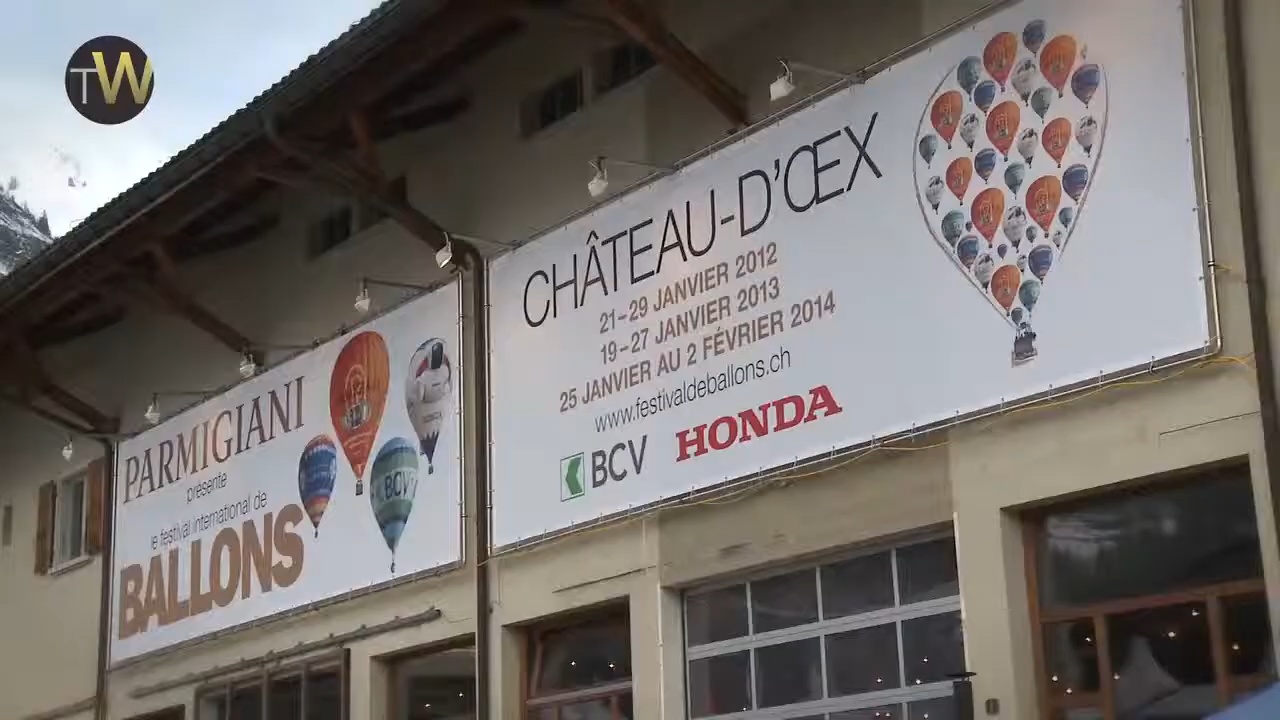 TW
PARMIGIANI
présente
le festival international de
BALLONS
BCV
CHÂTEAU-D'ŒX
21-29 JANVIER 2012
19-27 JANVIER 2013
25 JANVIER AU 2 FÉVRIER 2014
www.festivaldeballons.ch
BCV HONDA